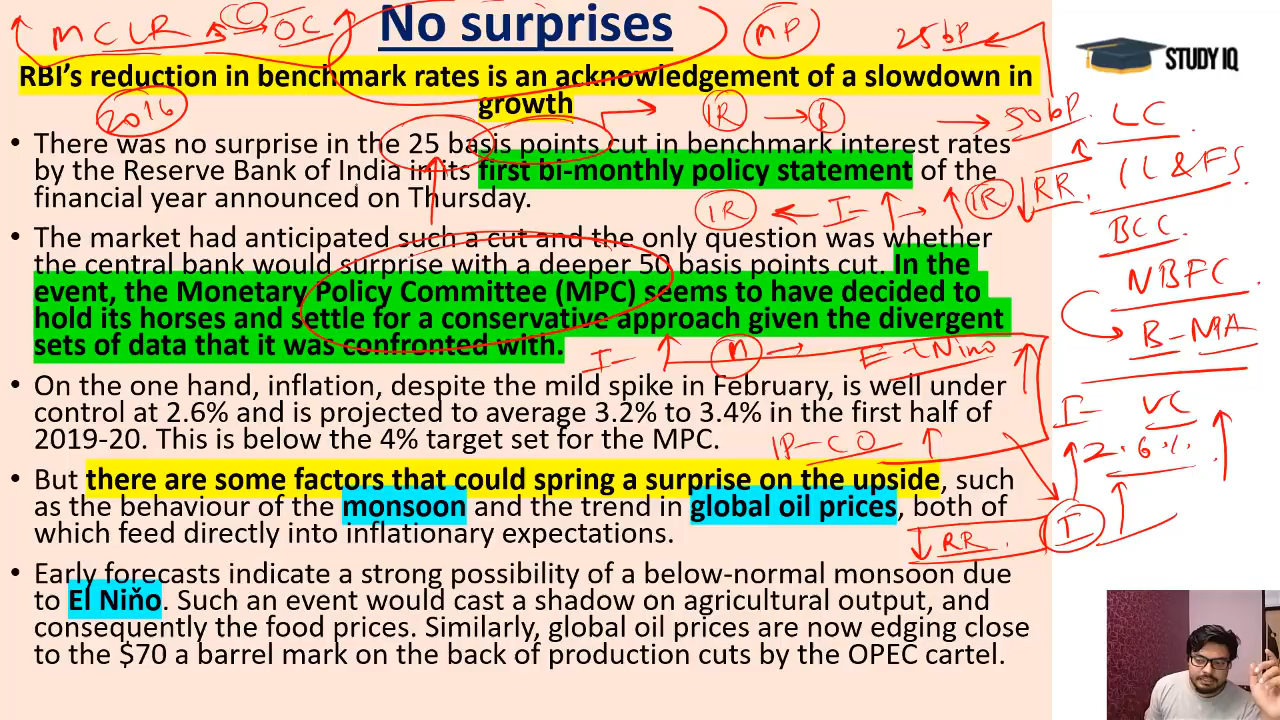 No surprises
MCLR
OC
MP
25 bP
STUDY IQ
RBI's reduction in benchmark rates is an acknowledgement of a slowdown in
growth
2016
IR
B
50 bP
LC
• There was no surprise in the 25 basis points cut in benchmark interest rates
by the Reserve Bank of India in its first bi-monthly policy statement of the
financial year announced on Thursday.
IL & FS
RR
IR
I-
IR
BCC
• The market had anticipated such a cut and the only question was whether
the central bank would surprise with a deeper 50 basis points cut. In the
event, the Monetary Policy Committee (MPC) seems to have decided to
hold its horses and settle for a conservative approach given the divergent
sets of data that it was confronted with.
NBFC
B-MA
I-
El Nino
• On the one hand, inflation, despite the mild spike in February, is well under
control at 2.6% and is projected to average 3.2% to 3.4% in the first half of
2019-20. This is below the 4% target set for the MPC.
I- VC
2.6%
IP-CO
• But there are some factors that could spring a surprise on the upside, such
as the behaviour of the monsoon and the trend in global oil prices, both of
which feed directly into inflationary expectations.
I
RR
• Early forecasts indicate a strong possibility of a below-normal monsoon due
to El Niňo. Such an event would cast a shadow on agricultural output, and
consequently the food prices. Similarly, global oil prices are now edging close
to the $70 a barrel mark on the back of production cuts by the OPEC cartel.